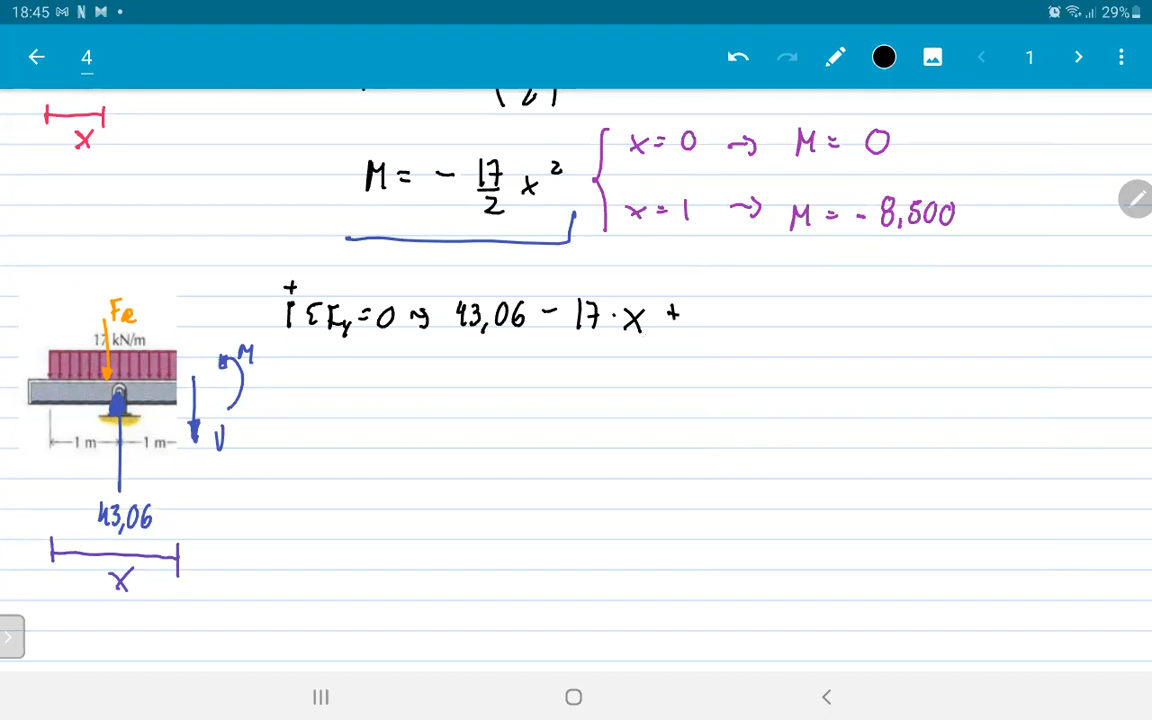 18:45 29%
4 1
x
M = - 17/2 x²
x = 0 → M = 0
x = 1 → M = - 8,500
+
↑ΣFy = 0 → 43,06 - 17 · x +
FR
17 kN/m
M
V
1 m 1 m
43,06
x